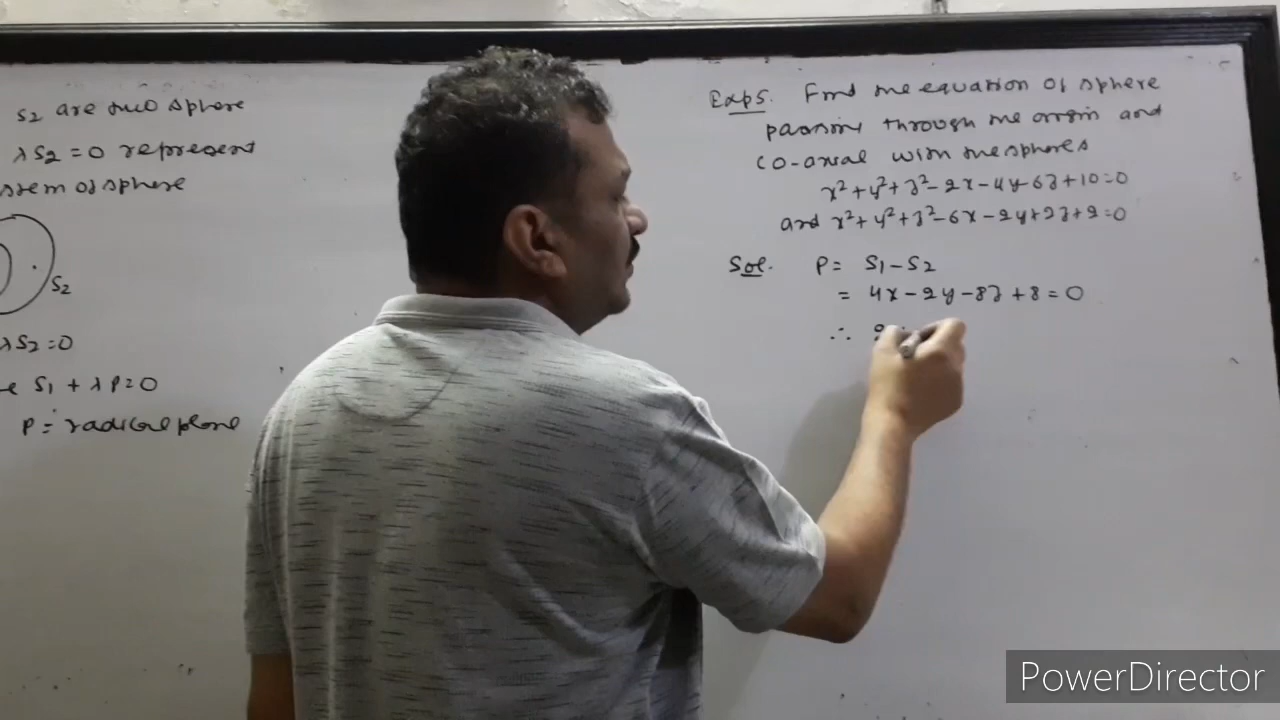 S2 are two sphere
λS2=0 represent
stem of sphere
S2
λS2=0
S1+λP=0
P= radical plane
Exp5. Find the equation of sphere
passing through the origin and
co-axial with the spheres
x²+y²+z²-2x-4y-6z+10=0
and x²+y²+z²-6x-2y+2z+2=0
Sol. P= S1-S2
= 4x-2y-8z+8=0
∴ 2
PowerDirector